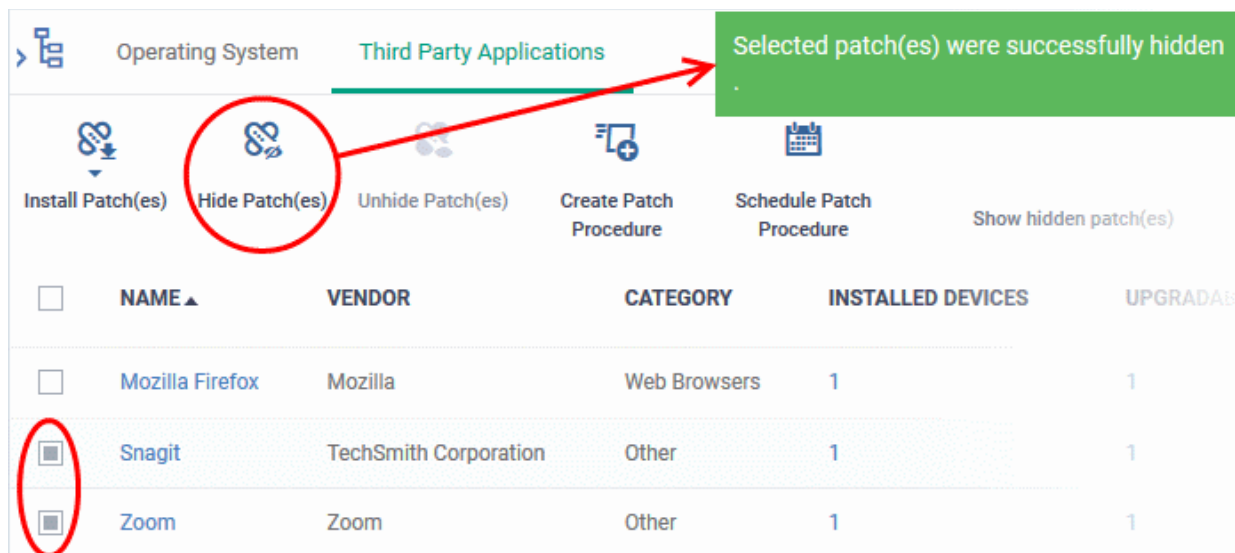 Operating System
Third Party Applications
Selected patch(es) were successfully hidden
.
Install Patch(es)
Hide Patch(es)
Unhide Patch(es)
Create Patch
Procedure
Schedule Patch
Procedure
Show hidden patch(es)
NAME VENDOR CATEGORY INSTALLED DEVICES
Mozilla Firefox Mozilla Web Browsers 1 1
Snagit TechSmith Corporation Other 1 1
Zoom Zoom Other 1 1